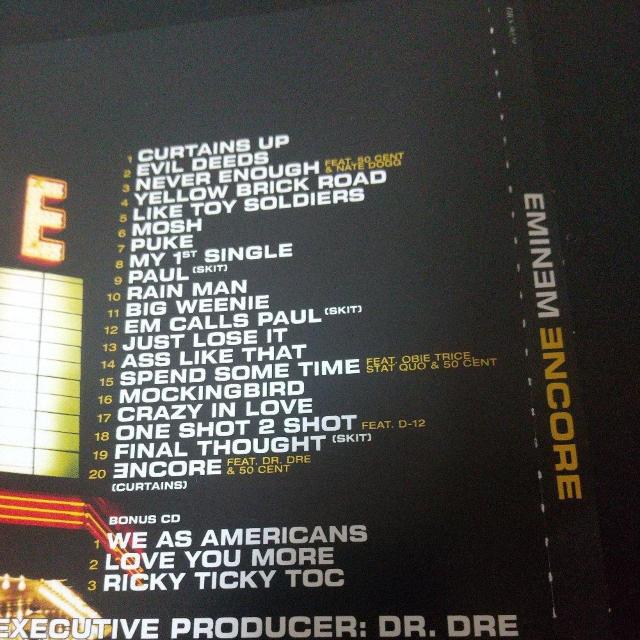 E
1 CURTAINS UP
2 EVIL DEEDS
3 NEVER ENOUGH FEAT. 50 CENT & NATE DOGG
4 YELLOW BRICK ROAD
5 LIKE TOY SOLDIERS
6 MOSH
7 PUKE
8 MY 1ST SINGLE
9 PAUL (SKIT)
10 RAIN MAN
11 BIG WEENIE
12 EM CALLS PAUL (SKIT)
13 JUST LOSE IT
14 ASS LIKE THAT
15 SPEND SOME TIME FEAT. OBIE TRICE, STAT QUO & 50 CENT
16 MOCKINGBIRD
17 CRAZY IN LOVE
18 ONE SHOT 2 SHOT FEAT. D-12
19 FINAL THOUGHT (SKIT)
20 ƎNCORE FEAT. DR. DRE & 50 CENT
(CURTAINS)
BONUS CD
1 WE AS AMERICANS
2 LOVE YOU MORE
3 RICKY TICKY TOC
EXECUTIVE PRODUCER: DR. DRE
EMINƎM ƎNCORE